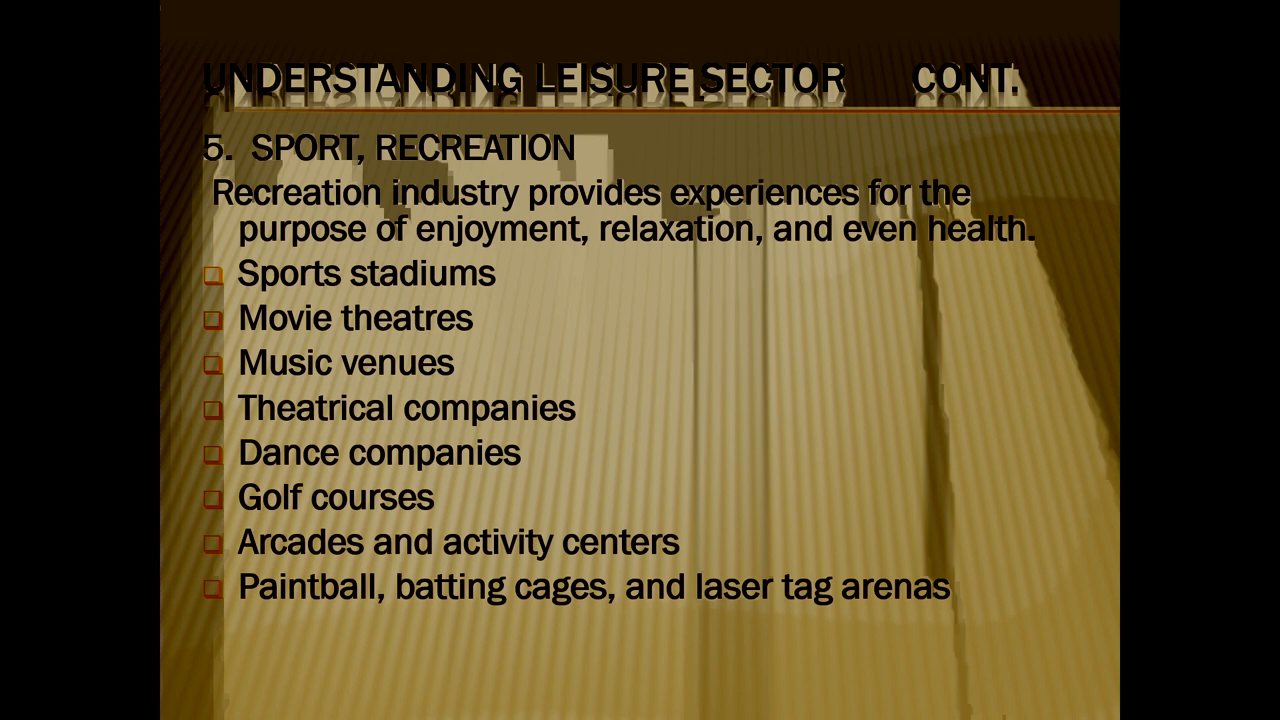 UNDERSTANDING LEISURE SECTOR CONT.
5. SPORT, RECREATION
Recreation industry provides experiences for the
purpose of enjoyment, relaxation, and even health.
Sports stadiums
Movie theatres
Music venues
Theatrical companies
Dance companies
Golf courses
Arcades and activity centers
Paintball, batting cages, and laser tag arenas